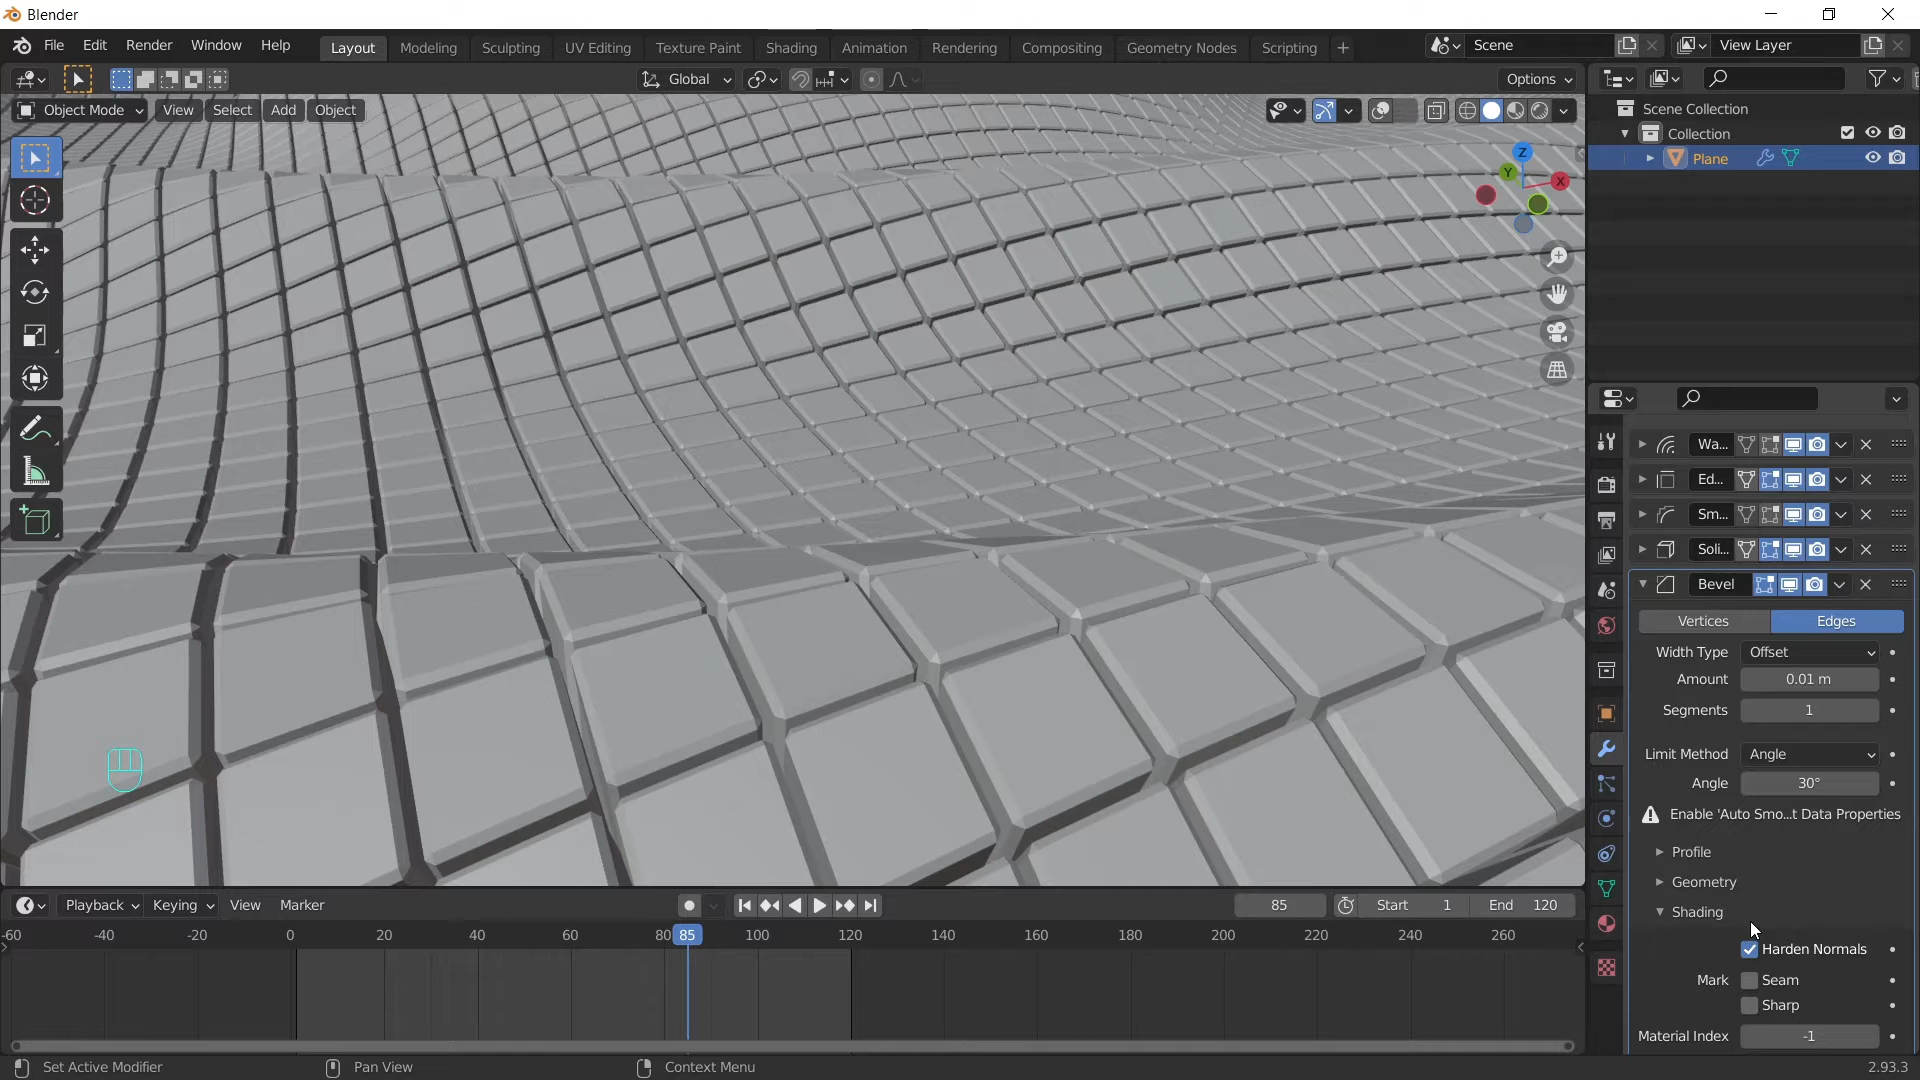 Blender
File Edit Render Window Help Layout Modeling Sculpting UV Editing Texture Paint Shading Animation Rendering Compositing Geometry Nodes Scripting + Scene View Layer
Global Options
Object Mode View Select Add Object
Scene Collection
Collection
Plane
Z
Y
X
Wa...
Ed...
Sm...
Soli...
Bevel
Vertices Edges
Width Type Offset
Amount 0.01 m
Segments 1
Limit Method Angle
Angle 30°
Enable 'Auto Smo...t Data Properties
Profile
Geometry
Shading
Harden Normals
Mark Seam
Sharp
Material Index -1
Playback Keying View Marker 85 Start 1 End 120
-60 -40 -20 0 20 40 60 80 85 100 120 140 160 180 200 220 240 260
Set Active Modifier Pan View Context Menu 2.93.3